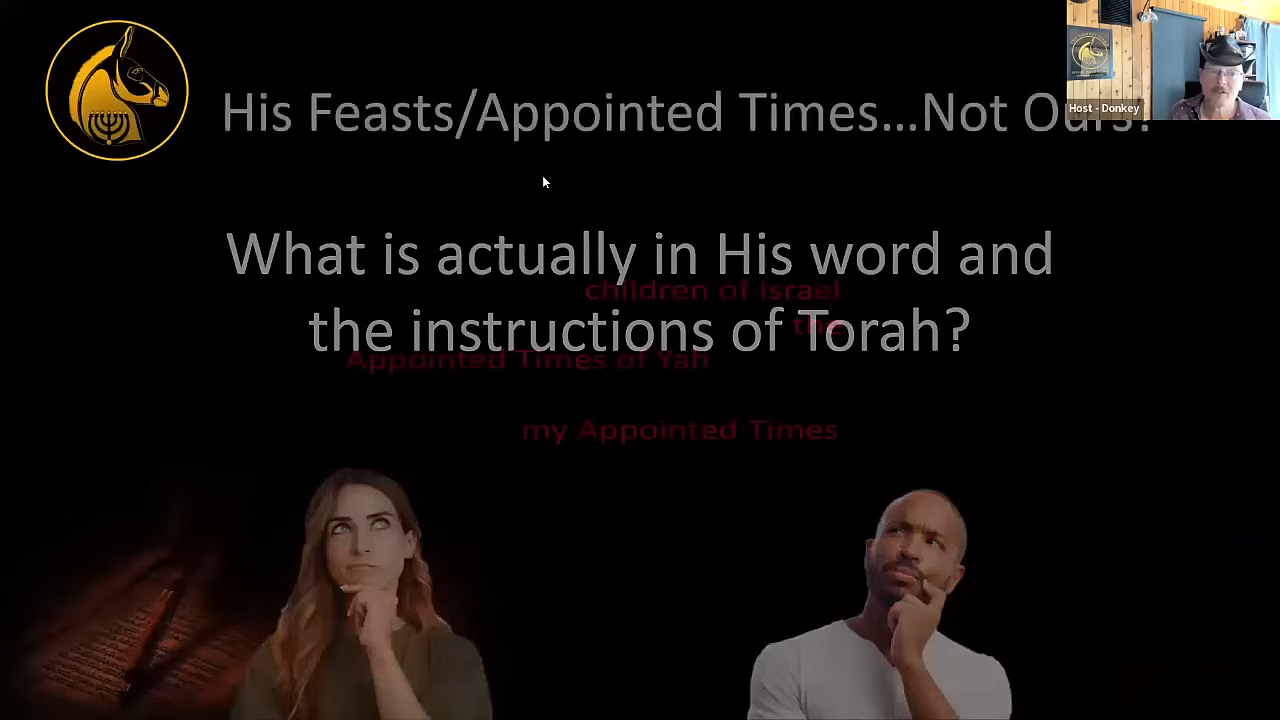 His Feasts/Appointed Times...Not Ours!
Host - Donkey
What is actually in His word and
children of Israel
the instructions of Torah?
the
Appointed Times of Yah
my Appointed Times